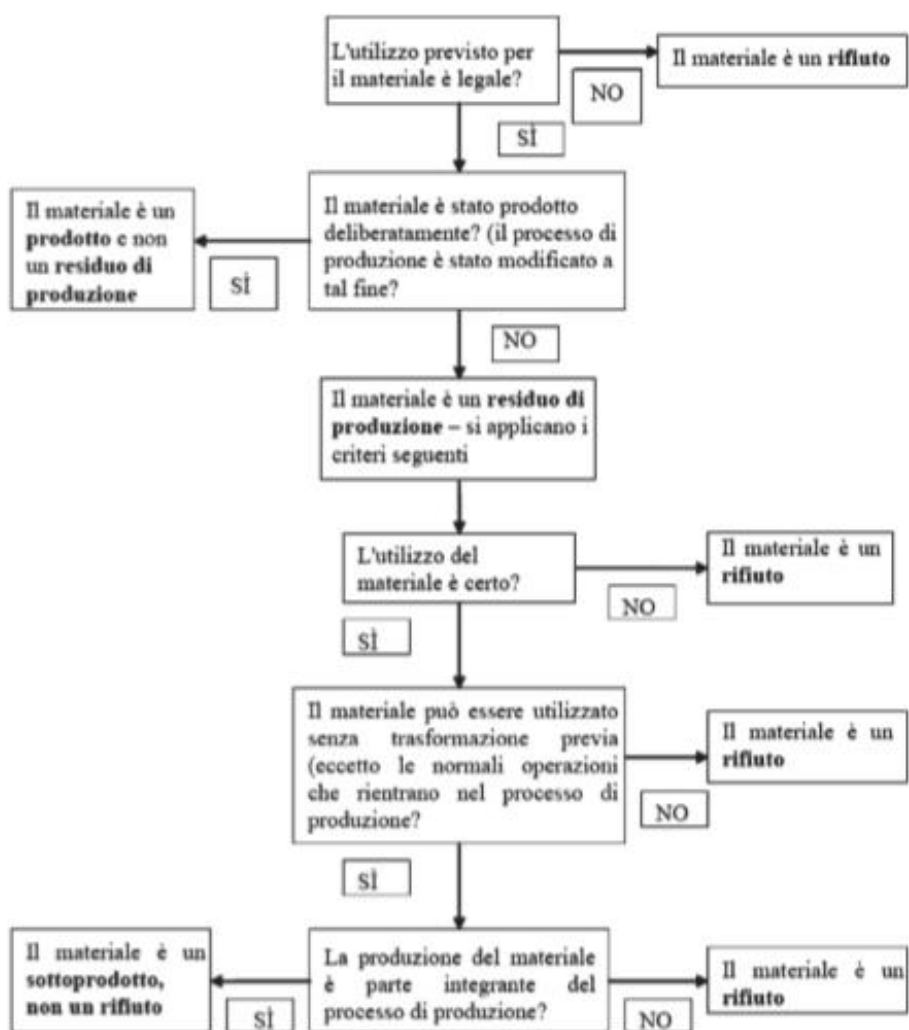 L'utilizzo previsto per
il materiale è legale?
Il materiale è un rifiuto
NO
SÌ
Il materiale è un
prodotto e non
un residuo di
produzione
SÌ
Il materiale è stato prodotto
deliberatamente? (il processo di
produzione è stato modificato a
tal fine?
NO
Il materiale è un residuo di
produzione – si applicano i
criteri seguenti
L'utilizzo del
materiale è certo?
NO
Il materiale è un
rifiuto
SÌ
Il materiale può essere utilizzato
senza trasformazione previa
(eccetto le normali operazioni
che rientrano nel processo di
produzione?
NO
Il materiale è un
rifiuto
SÌ
Il materiale è un
sottoprodotto,
non un rifiuto
SÌ
La produzione del materiale
è parte integrante del
processo di produzione?
NO
Il materiale è un
rifiuto